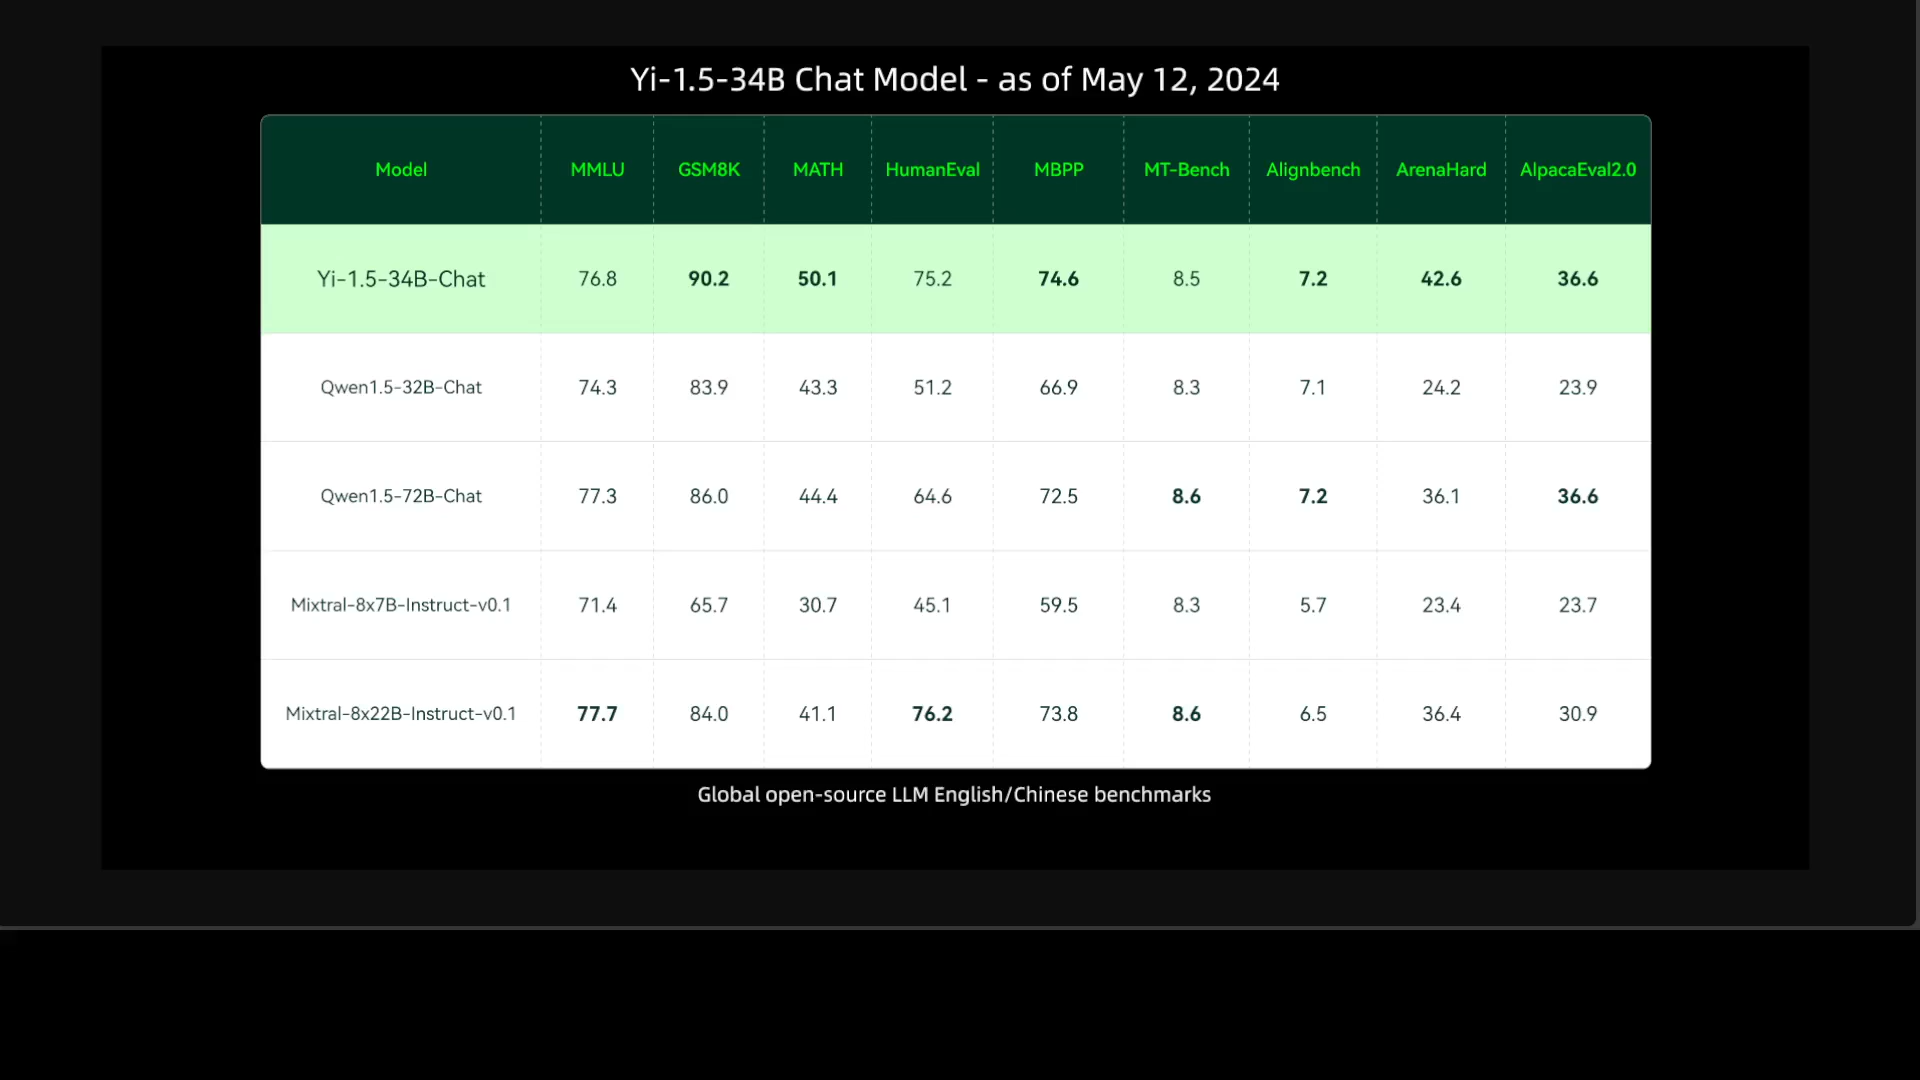 Yi-1.5-34B Chat Model - as of May 12, 2024
Model MMLU GSM8K MATH HumanEval MBPP MT-Bench Alignbench ArenaHard AlpacaEval2.0
Yi-1.5-34B-Chat 76.8 90.2 50.1 75.2 74.6 8.5 7.2 42.6 36.6
Qwen1.5-32B-Chat 74.3 83.9 43.3 51.2 66.9 8.3 7.1 24.2 23.9
Qwen1.5-72B-Chat 77.3 86.0 44.4 64.6 72.5 8.6 7.2 36.1 36.6
Mixtral-8x7B-Instruct-v0.1 71.4 65.7 30.7 45.1 59.5 8.3 5.7 23.4 23.7
Mixtral-8x22B-Instruct-v0.1 77.7 84.0 41.1 76.2 73.8 8.6 6.5 36.4 30.9
Global open-source LLM English/Chinese benchmarks